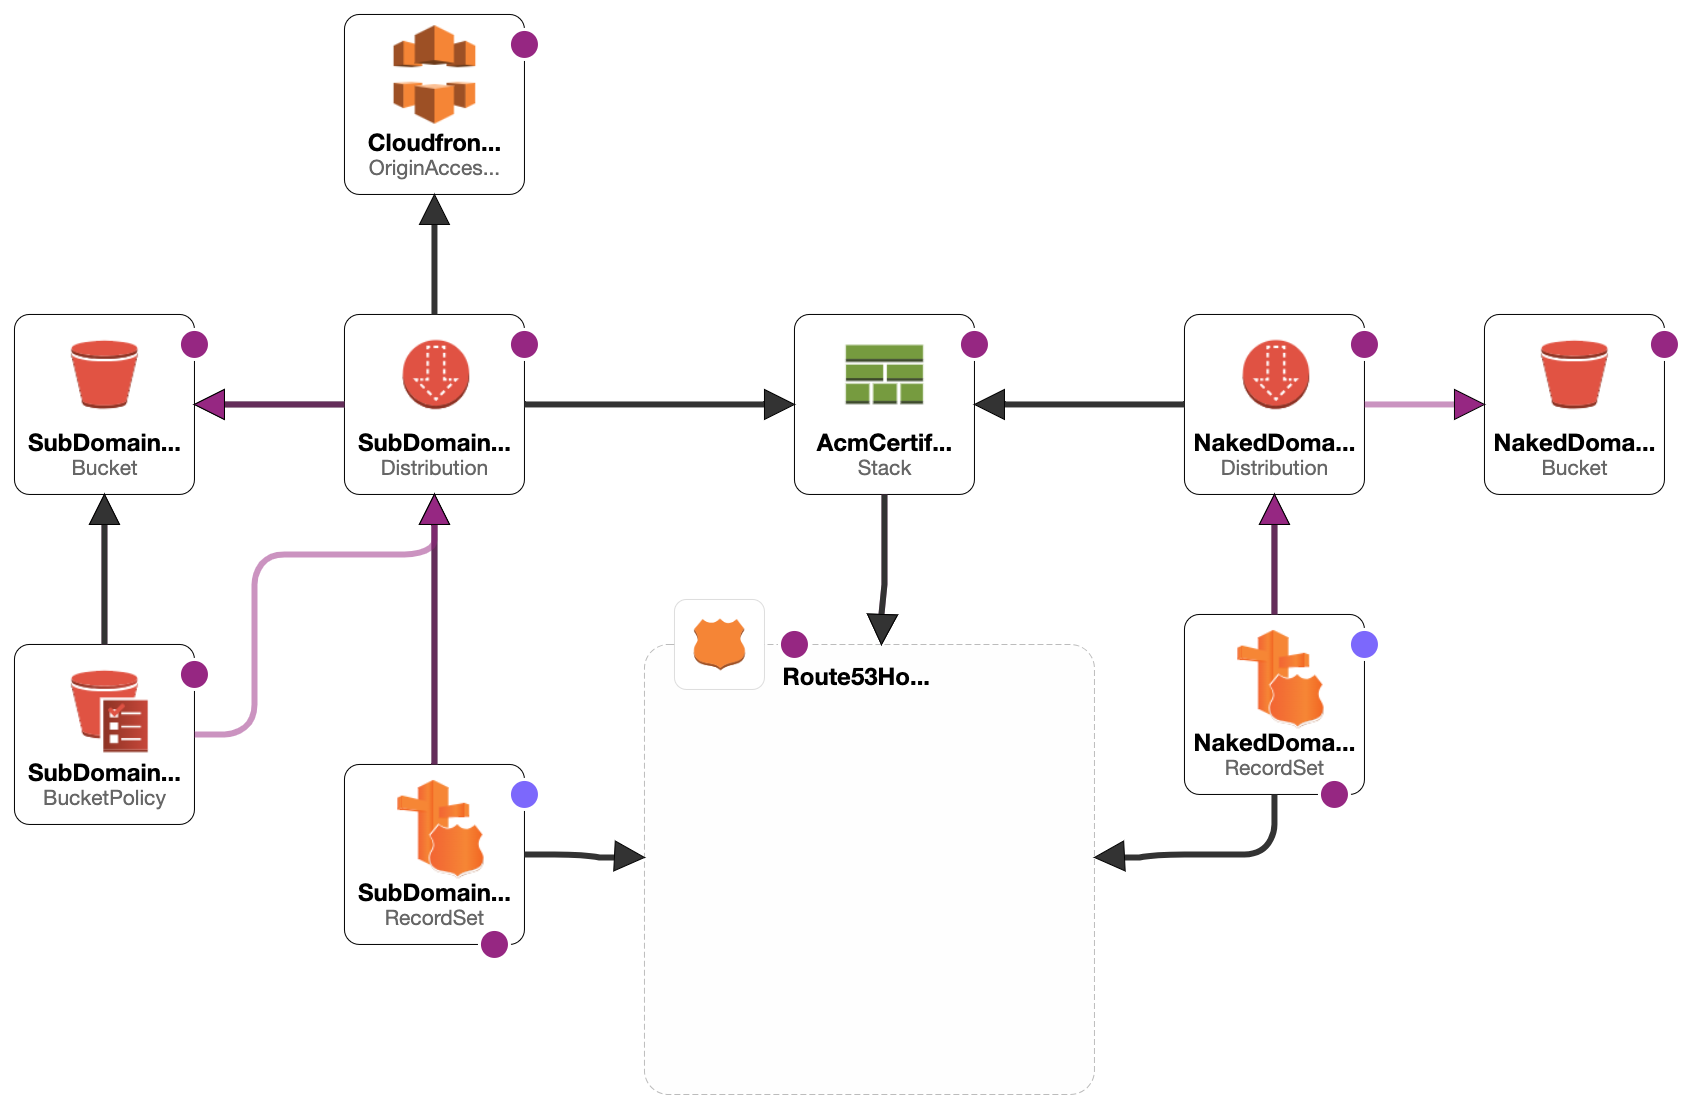 Cloudfron...
OriginAcces...
SubDomain...
Bucket
SubDomain...
Distribution
AcmCertif...
Stack
NakedDoma...
Distribution
NakedDoma...
Bucket
SubDomain...
BucketPolicy
SubDomain...
RecordSet
Route53Ho...
NakedDoma...
RecordSet